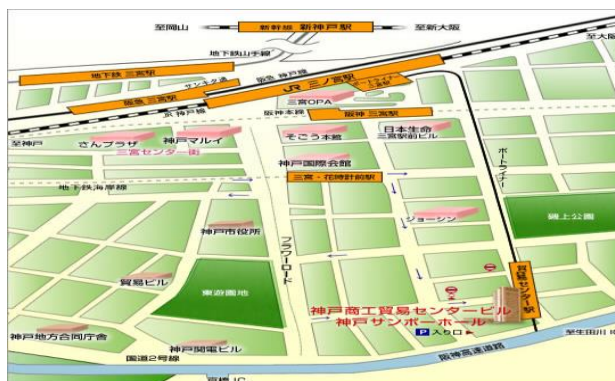 至岡山
新幹線 新神戸駅
至新大阪
地下鉄山手線
至大阪
地下鉄 三宮駅
サンキタ通
阪急 神戸線
JR 三ノ宮駅
ポートライナー
三宮駅
阪急 三宮駅
JR 神戸線
三宮OPA
阪神本線
阪神 三宮駅
至神戸
さんプラザ
神戸マルイ
そごう本館
日本生命
三宮駅前ビル
三宮センター街
神戸国際会館
ポートライナー
地下鉄海岸線
三宮・花時計前駅
ジョーシン
磯上公園
神戸市役所
フラワーロード
貿易ビル
東遊園地
貿易センター駅
神戸商工貿易センタービル
神戸サンボーホール
P 入り口
神戸地方合同庁舎
神戸関電ビル
国道2号線
阪神高速道路
至生田川 IC
京橋 IC